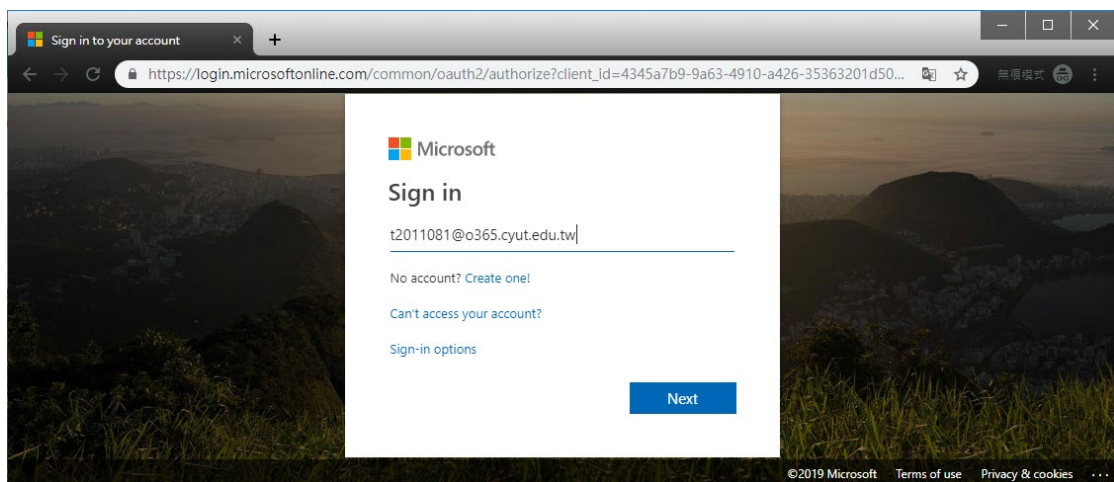 Sign in to your account
https://login.microsoftonline.com/common/oauth2/authorize?client_id=4345a7b9-9a63-4910-a426-35363201d50...
無痕模式
Microsoft
Sign in
t2011081@o365.cyut.edu.tw
No account? Create one!
Can't access your account?
Sign-in options
Next
©2019 Microsoft Terms of use Privacy & cookies ...